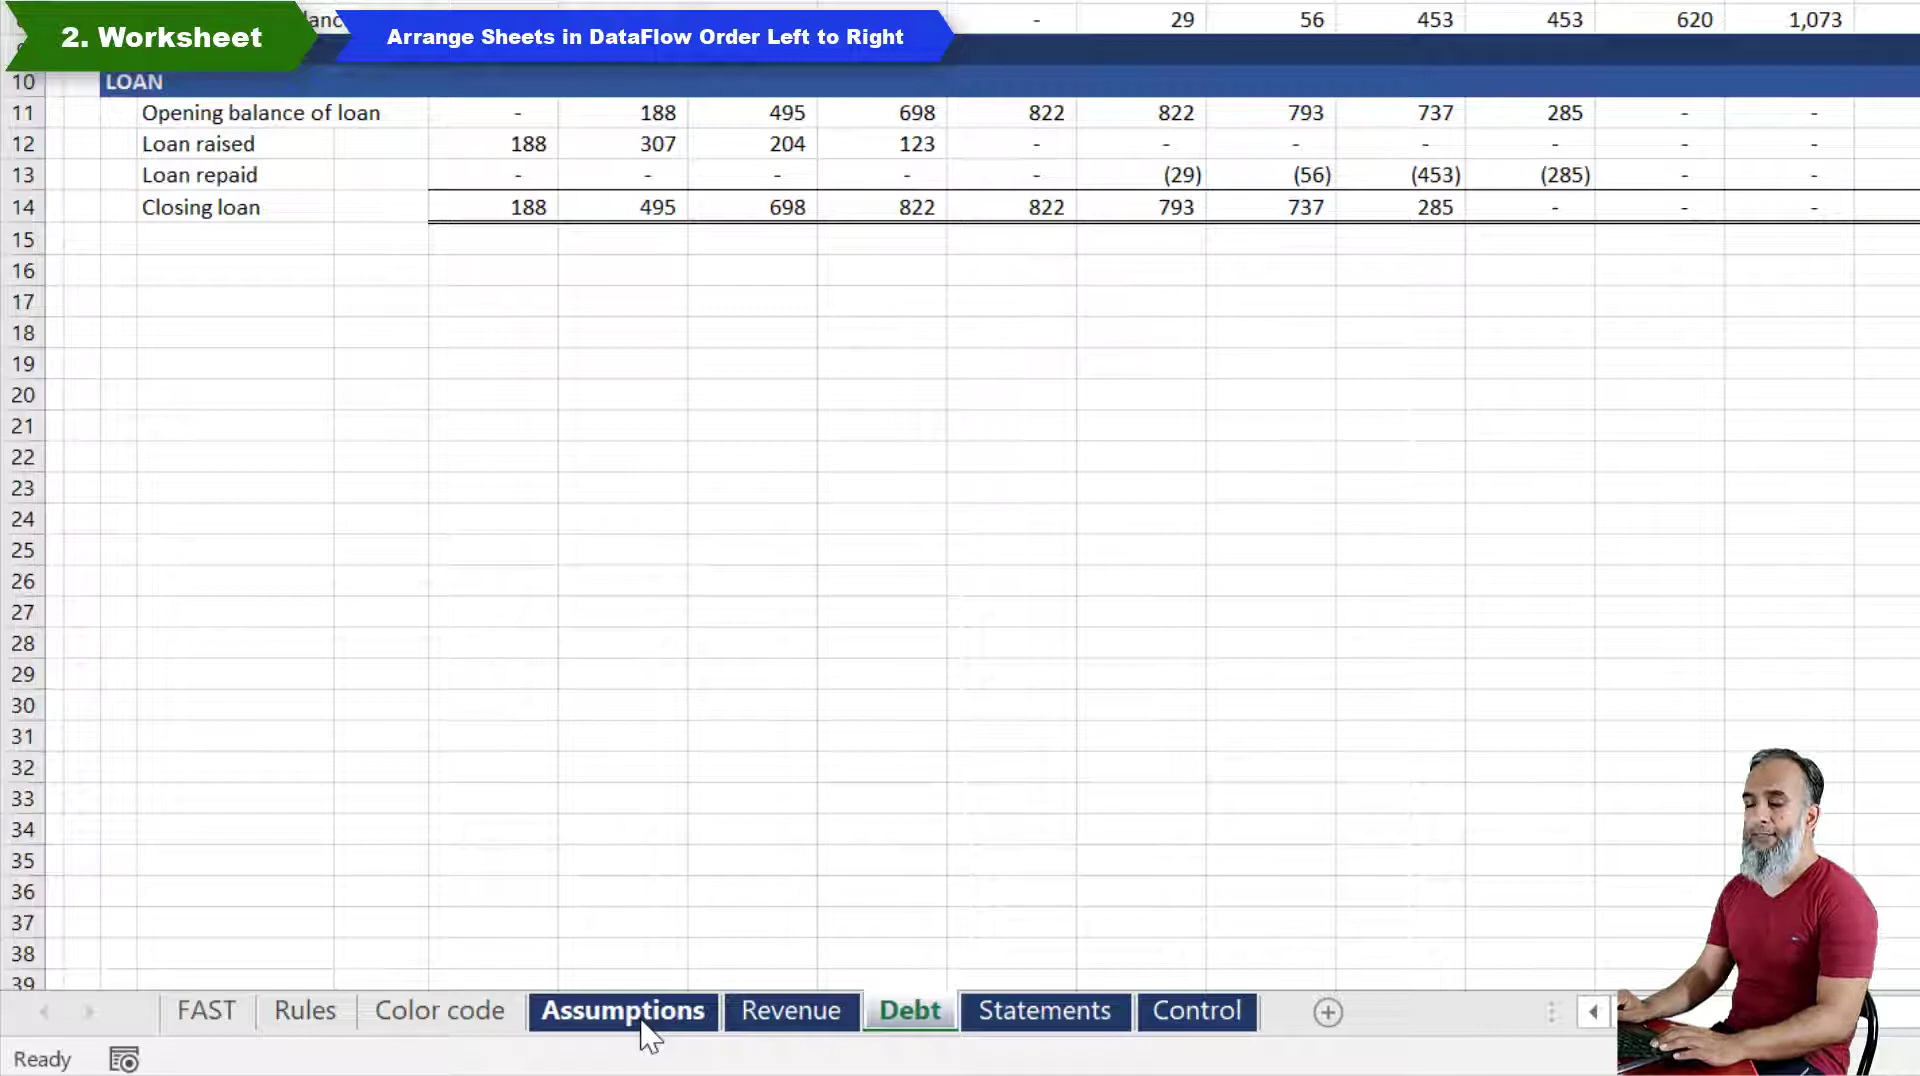 2. Worksheet
Arrange Sheets in DataFlow Order Left to Right
- 29 56 453 453 620 1,073
10 LOAN
11 Opening balance of loan - 188 495 698 822 822 793 737 285 - -
12 Loan raised 188 307 204 123 - - - - - - -
13 Loan repaid - - - - - (29) (56) (453) (285) - -
14 Closing loan 188 495 698 822 822 793 737 285 - - -
15
16
17
18
19
20
21
22
23
24
25
26
27
28
29
30
31
32
33
34
35
36
37
38
39
FAST Rules Color code Assumptions Revenue Debt Statements Control
Ready